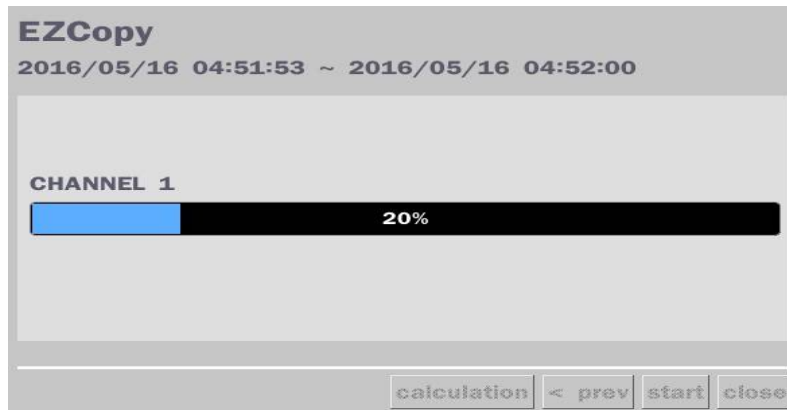 EZCopy
2016/05/16 04:51:53 ~ 2016/05/16 04:52:00
CHANNEL 1
20%
calculation < prev start close